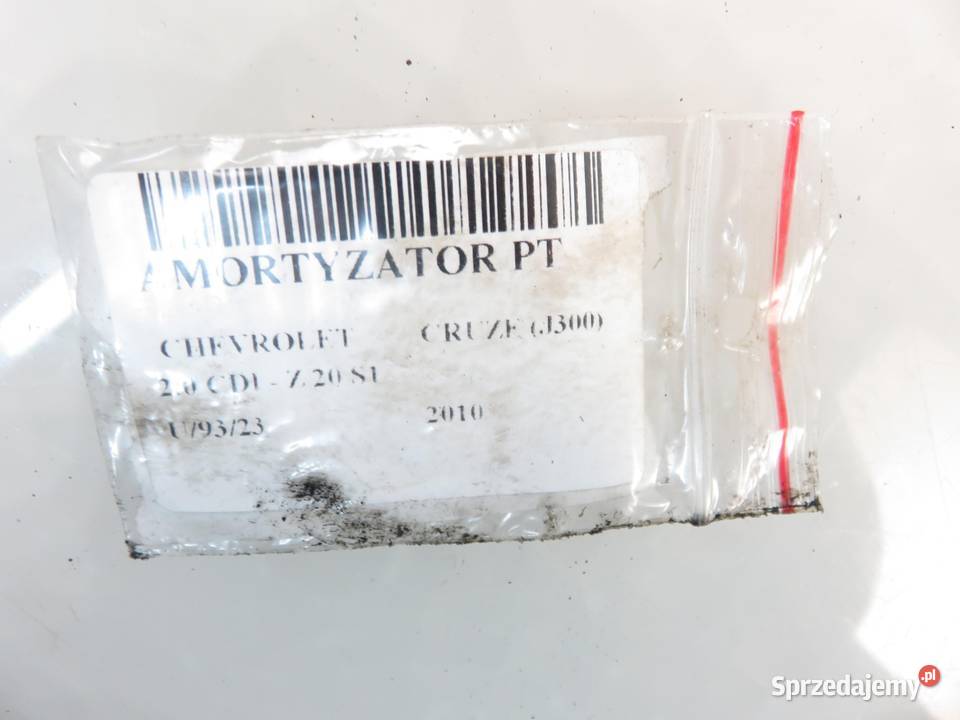 AMORTYZATOR PT
CHEVROLET CRUZE (J300)
2.0 CDI - Z 20 S1
U/93/23 2010
Sprzedajemy.pl